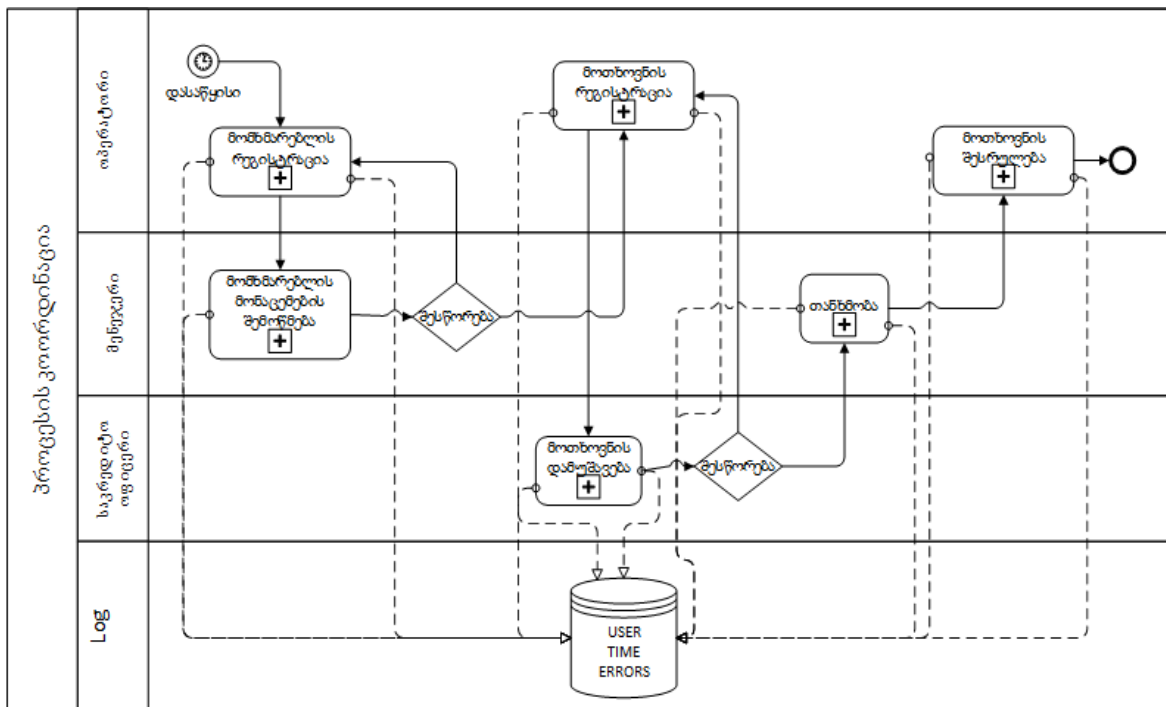 პროცესის კოორდინაცია
ოპერატორი
დასაწყისი
მომხმარებლის
რეგისტრაცია
მოთხოვნის
რეგისტრაცია
მოთხოვნის
შესრულება
მენეჯერი
მომხმარებლის
მონაცემების
შემოწმება
შესწორება
თანხმობა
საკრედიტო
ოფიცერი
მოთხოვნის
დამუშავება
შესწორება
Log
USER
TIME
ERRORS